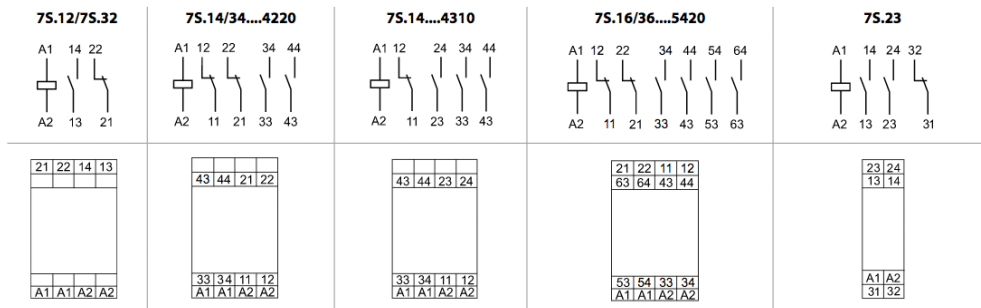 7S.12/7S.32
A1 14 22
A2 13 21
21 22 14 13
A1 A1 A2 A2
7S.14/34....4220
A1 12 22 34 44
A2 11 21 33 43
43 44 21 22
33 34 11 12
A1 A1 A2 A2
7S.14....4310
A1 12 24 34 44
A2 11 23 33 43
43 44 23 24
33 34 11 12
A1 A1 A2 A2
7S.16/36....5420
A1 12 22 34 44 54 64
A2 11 21 33 43 53 63
21 22 11 12
63 64 43 44
53 54 33 34
A1 A1 A2 A2
7S.23
A1 14 24 32
A2 13 23 31
23 24
13 14
A1 A2
31 32